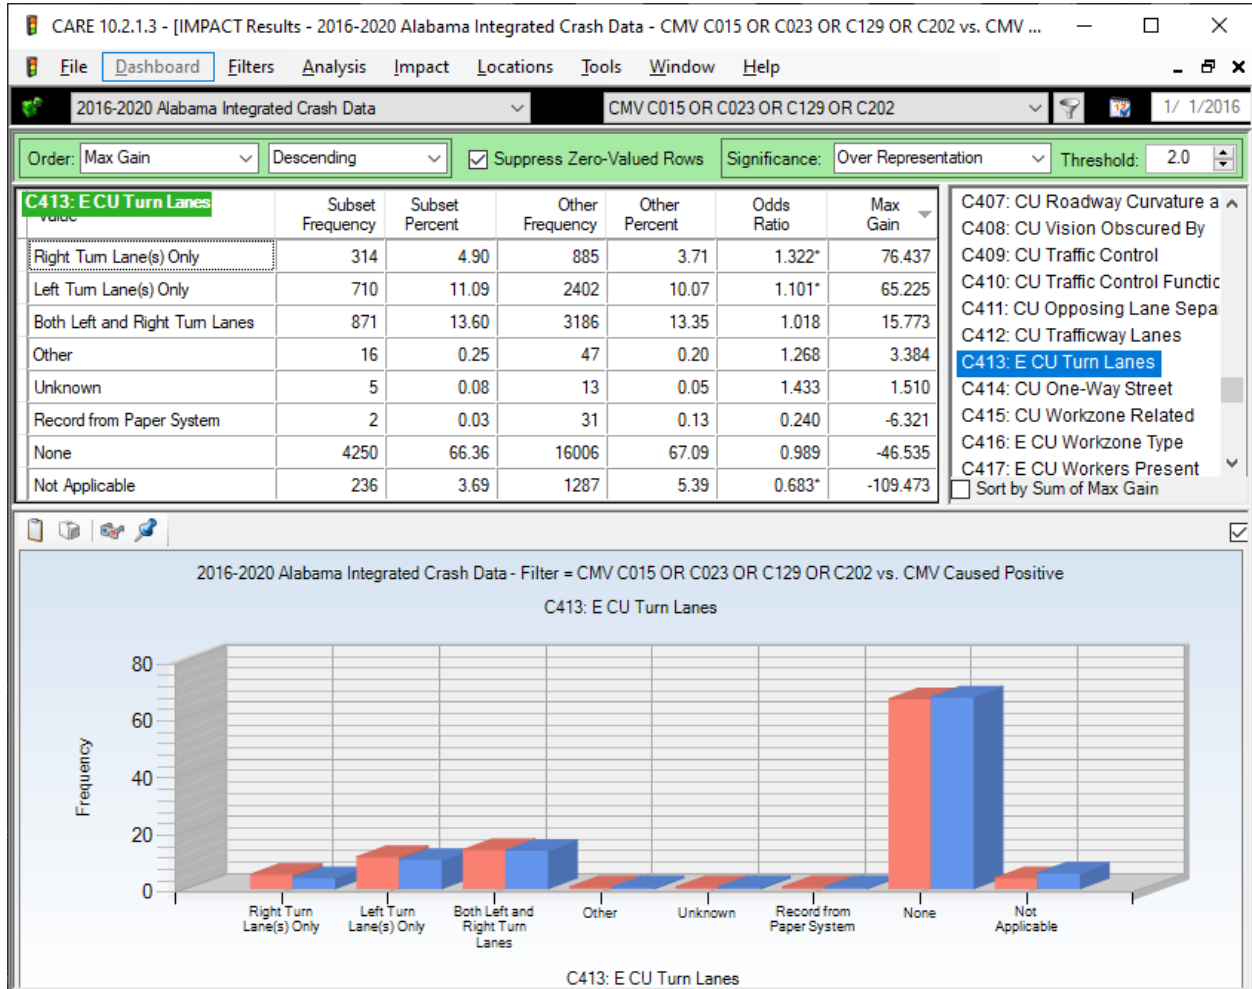 CARE 10.2.1.3 - [IMPACT Results - 2016-2020 Alabama Integrated Crash Data - CMV C015 OR C023 OR C129 OR C202 vs. CMV ...
File Dashboard Filters Analysis Impact Locations Tools Window Help
2016-2020 Alabama Integrated Crash Data CMV C015 OR C023 OR C129 OR C202 1/ 1/2016
Order: Max Gain Descending Suppress Zero-Valued Rows Significance: Over Representation Threshold: 2.0
C413: E CU Turn Lanes Subset Frequency Subset Percent Other Frequency Other Percent Odds Ratio Max Gain
Right Turn Lane(s) Only 314 4.90 885 3.71 1.322* 76.437
Left Turn Lane(s) Only 710 11.09 2402 10.07 1.101* 65.225
Both Left and Right Turn Lanes 871 13.60 3186 13.35 1.018 15.773
Other 16 0.25 47 0.20 1.268 3.384
Unknown 5 0.08 13 0.05 1.433 1.510
Record from Paper System 2 0.03 31 0.13 0.240 -6.321
None 4250 66.36 16006 67.09 0.989 -46.535
Not Applicable 236 3.69 1287 5.39 0.683* -109.473
C407: CU Roadway Curvature a
C408: CU Vision Obscured By
C409: CU Traffic Control
C410: CU Traffic Control Functio
C411: CU Opposing Lane Sepa
C412: CU Trafficway Lanes
C413: E CU Turn Lanes
C414: CU One-Way Street
C415: CU Workzone Related
C416: E CU Workzone Type
C417: E CU Workers Present
Sort by Sum of Max Gain
2016-2020 Alabama Integrated Crash Data - Filter = CMV C015 OR C023 OR C129 OR C202 vs. CMV Caused Positive
C413: E CU Turn Lanes
Frequency
80
60
40
20
0
Right Turn Lane(s) Only
Left Turn Lane(s) Only
Both Left and Right Turn Lanes
Other
Unknown
Record from Paper System
None
Not Applicable
C413: E CU Turn Lanes